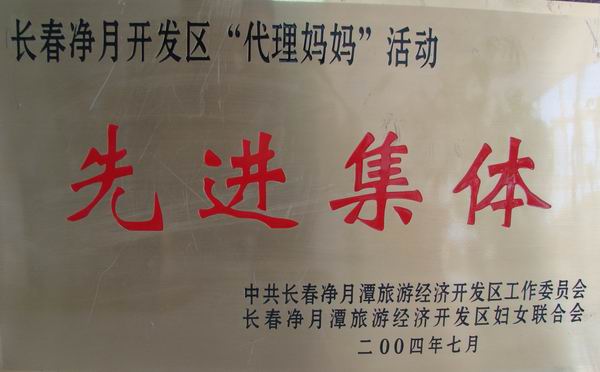 长春净月开发区“代理妈妈”活动
先进集体
中共长春净月潭旅游经济开发区工作委员会
长春净月潭旅游经济开发区妇女联合会
二00四年七月